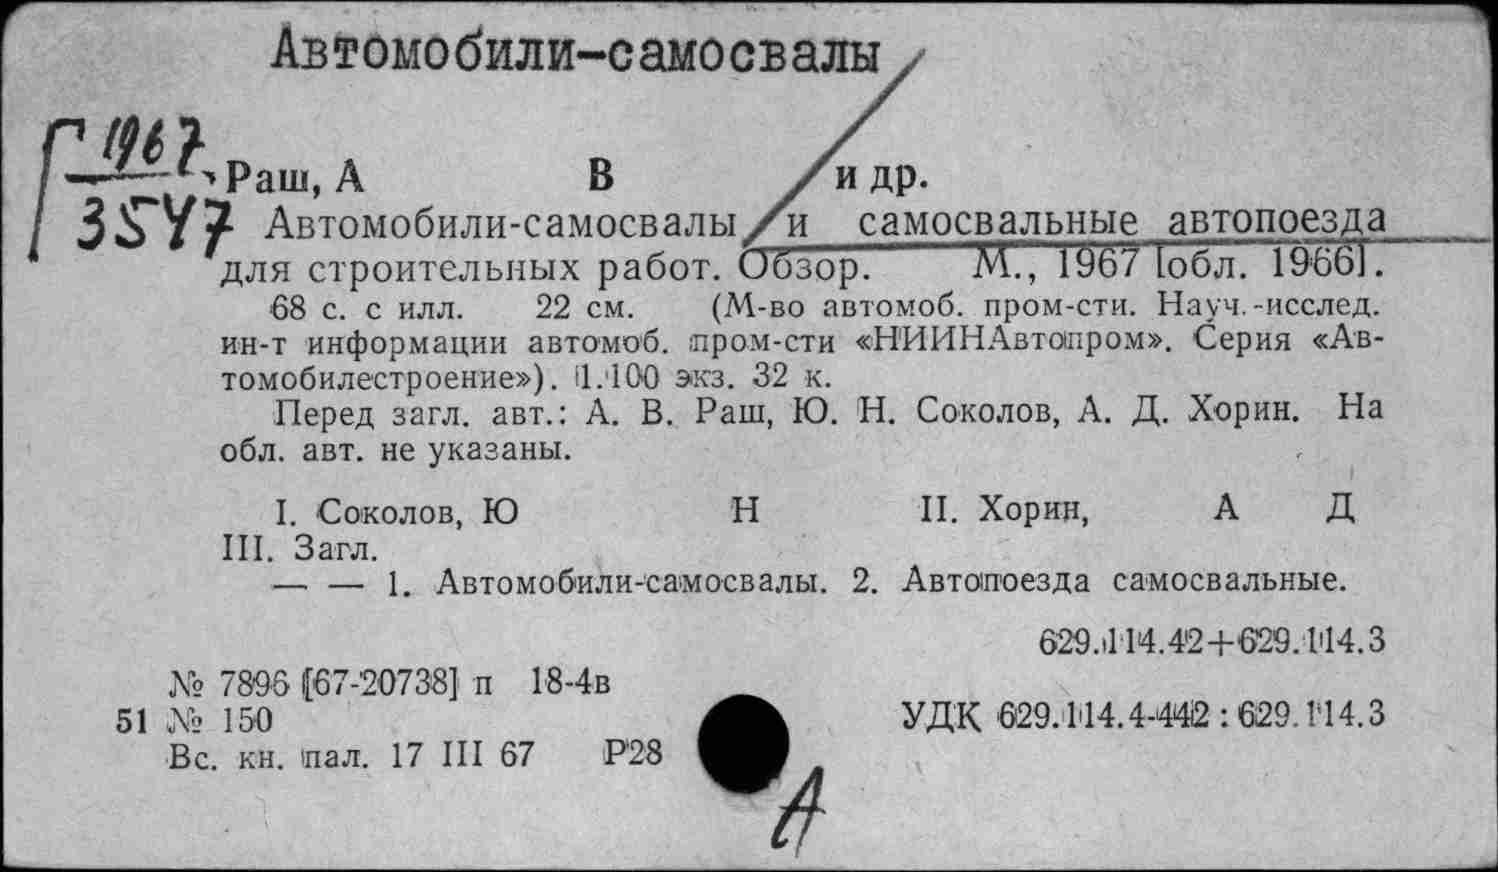 Автомобили-самосвалы
Г 1967
3547
Раш, А В и др.
Автомобили-самосвалы и самосвальные автопоезда
для строительных работ. Обзор. М., 1967 [обл. 1966].
68 с. с илл. 22 см. (М-во автомоб. пром-сти. Науч.-исслед.
ин-т информации автомоб. пром-сти «НИИНАвтопром». Серия «Ав-
томобилестроение»). 1.100 экз. 32 к.
Перед загл. авт.: А. В. Раш, Ю. Н. Соколов, А. Д. Хорин. На
обл. авт. не указаны.
I. Соколов, Ю Н II. Хорин, А Д
III. Загл.
— — 1. Автомобили-самосвалы. 2. Автопоезда самосвальные.
629.114.42+629.114.3
№ 7896 [67-20738] п 18-4в
51 № 150 УДК 629.114.4-442 : 629.114.3
Вс. кн. пал. 17 III 67 Р28
А